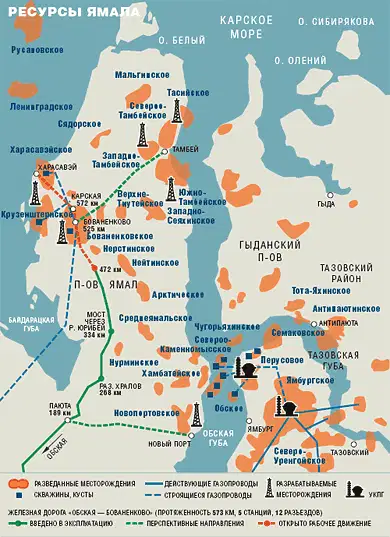 РЕСУРСЫ ЯМАЛА
КАРСКОЕ
МОРЕ
О. СИБИРЯКОВА
О. БЕЛЫЙ
О. ОЛЕНИЙ
Русановское
Малыгинское
Тасийское
Ленинградское
Северо-
Тамбейское
Сядорское
Харасавэйское
Западно-
Тамбейское
ТАМБЕЙ
ХАРАСАВЭЙ
КАРСКАЯ
572 КМ
Верхне-
Тиутейское
Южно-
Тамбейское
ГЫДА
Крузенштернское
БОВАНЕНКОВО
525 КМ
Западно-
Сеяхинское
Бованенковское
ГЫДАНСКИЙ
П-ОВ
Нерстинское
Нейтинское
472 КМ
ТАЗОВСКИЙ
РАЙОН
П-ОВ ЯМАЛ
Тота-Яхинское
Арктическое
БАЙДАРАЦКАЯ
ГУБА
МОСТ
ЧЕРЕЗ
Р. ЮРИБЕЙ
334 КМ
Среднеямальское
Антипаютинское
АНТИПАЮТА
Чугорьяхинское
Семаковское
Северо-
Каменномысское
ТАЗОВСКАЯ
ГУБА
Нурминское
Перусовое
Хамбатейское
Ямбургское
РАЗ. ХРАЛОВ
268 КМ
ПАЮТА
189 КМ
Новопортовское
Обское
НОВЫЙ ПОРТ
ОБСКАЯ
ГУБА
ЯМБУРГ
ОБСКАЯ
Северо-
Уренгойское
ТАЗОВСКИЙ
РАЗВЕДАННЫЕ МЕСТОРОЖДЕНИЯ
ДЕЙСТВУЮЩИЕ ГАЗОПРОВОДЫ
РАЗРАБАТЫВАЕМЫЕ
МЕСТОРОЖДЕНИЯ
УКПГ
СКВАЖИНЫ, КУСТЫ
СТРОЯЩИЕСЯ ГАЗОПРОВОДЫ
ЖЕЛЕЗНАЯ ДОРОГА «ОБСКАЯ — БОВАНЕНКОВО» (ПРОТЯЖЕННОСТЬ 573 КМ, 5 СТАНЦИЙ, 12 РАЗЪЕЗДОВ)
ВВЕДЕНО В ЭКСПЛУАТАЦИЮ
ПЕРСПЕКТИВНЫЕ НАПРАВЛЕНИЯ
ОТКРЫТО РАБОЧЕЕ ДВИЖЕНИЕ